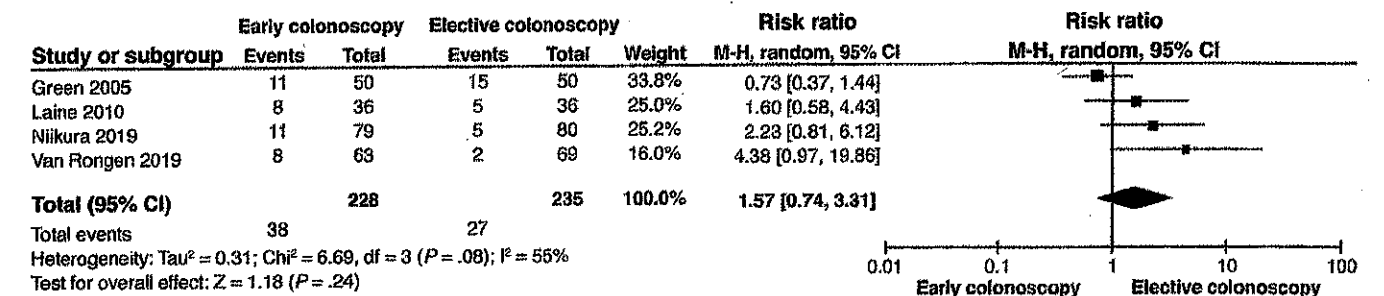 Early colonoscopy Elective colonoscopy Risk ratio Risk ratio
Study or subgroup Events Total Events Total Weight M-H, random, 95% CI M-H, random, 95% CI
Green 2005 11 50 15 50 33.8% 0.73 [0.37, 1.44]
Laine 2010 8 36 5 36 25.0% 1.60 [0.58, 4.43]
Niikura 2019 11 79 5 80 25.2% 2.23 [0.81, 6.12]
Van Rongen 2019 8 63 2 69 16.0% 4.38 [0.97, 19.86]
Total (95% CI) 228 235 100.0% 1.57 [0.74, 3.31]
Total events 38 27
Heterogeneity: Tau² = 0.31; Chi² = 6.69, df = 3 (P = .08); I² = 55%
Test for overall effect: Z = 1.18 (P = .24)
0.01 0.1 1 10 100
Early colonoscopy Elective colonoscopy